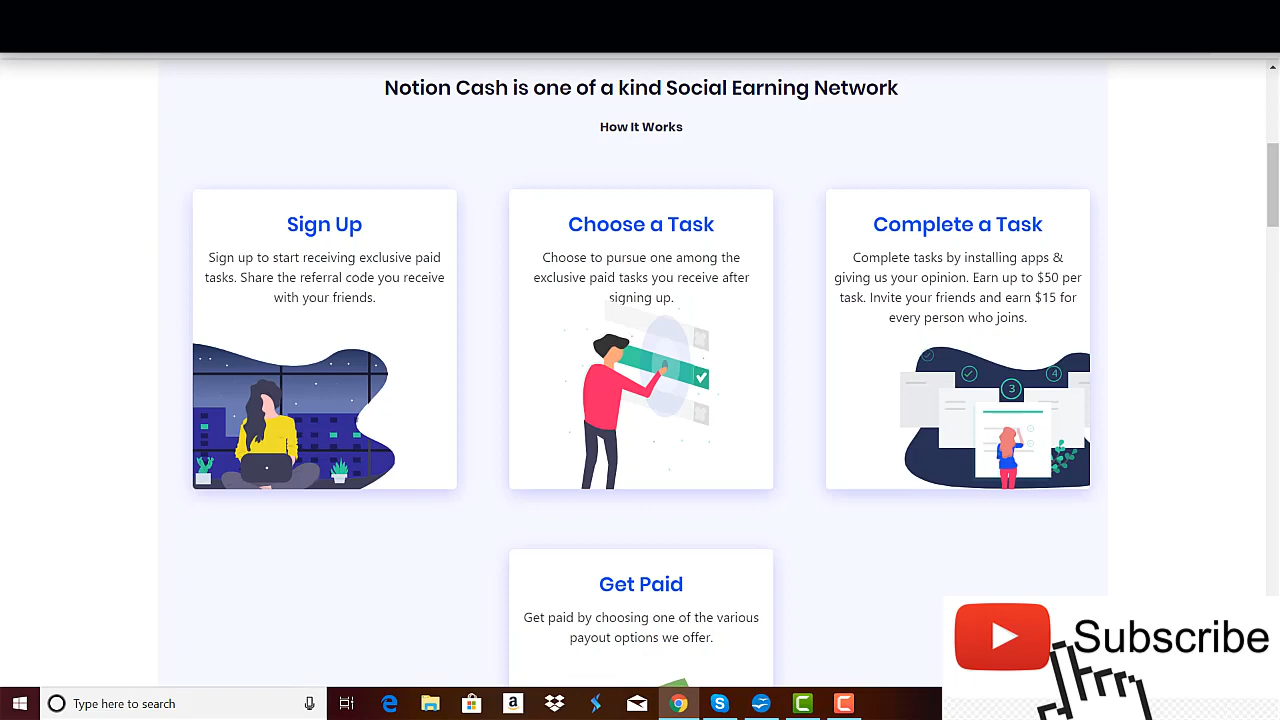 Notion Cash is one of a kind Social Earning Network
How It Works
Sign Up
Sign up to start receiving exclusive paid
tasks. Share the referral code you receive
with your friends.
Choose a Task
Choose to pursue one among the
exclusive paid tasks you receive after
signing up.
Complete a Task
Complete tasks by installing apps &
giving us your opinion. Earn up to $50 per
task. Invite your friends and earn $15 for
every person who joins.
3
4
Get Paid
Get paid by choosing one of the various
payout options we offer.
Subscribe
Type here to search